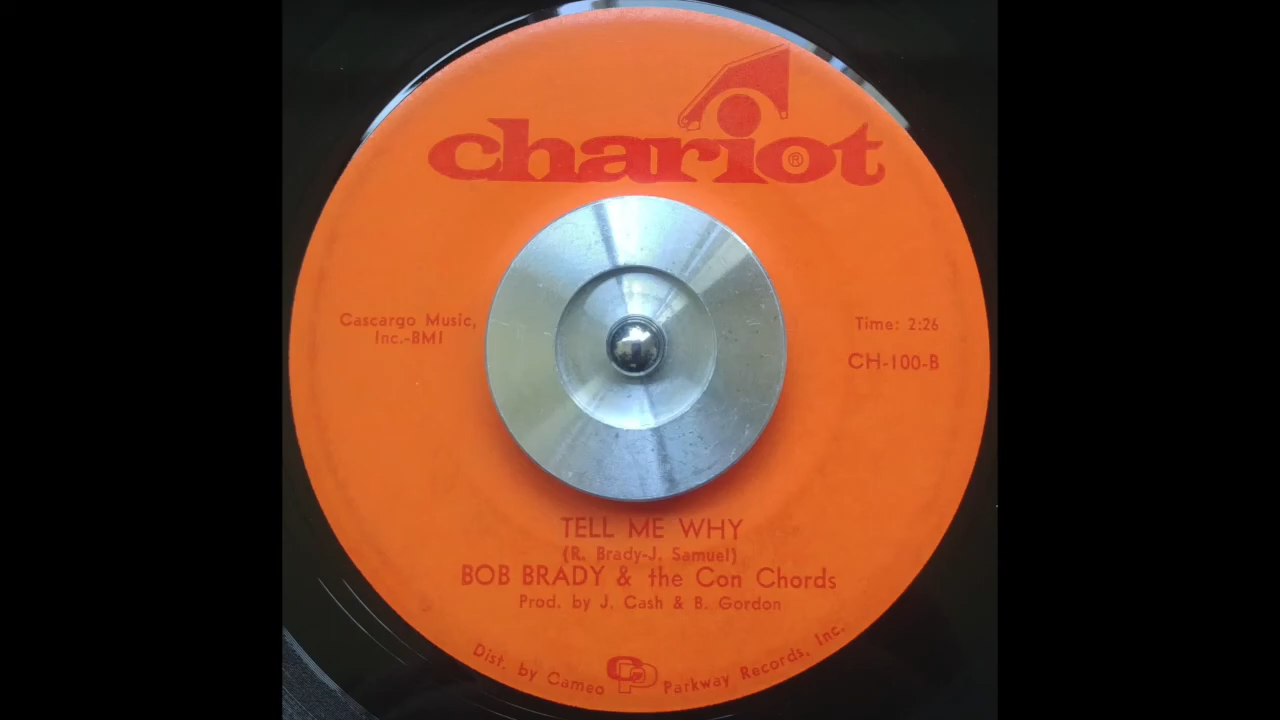 chariot ®
Cascargo Music,
Inc.-BMI
Time: 2:26
CH-100-B
TELL ME WHY
(R. Brady-J. Samuel)
BOB BRADY & the Con Chords
Prod. by J. Cash & B. Gordon
Dist. by Cameo CP Parkway Records, Inc.